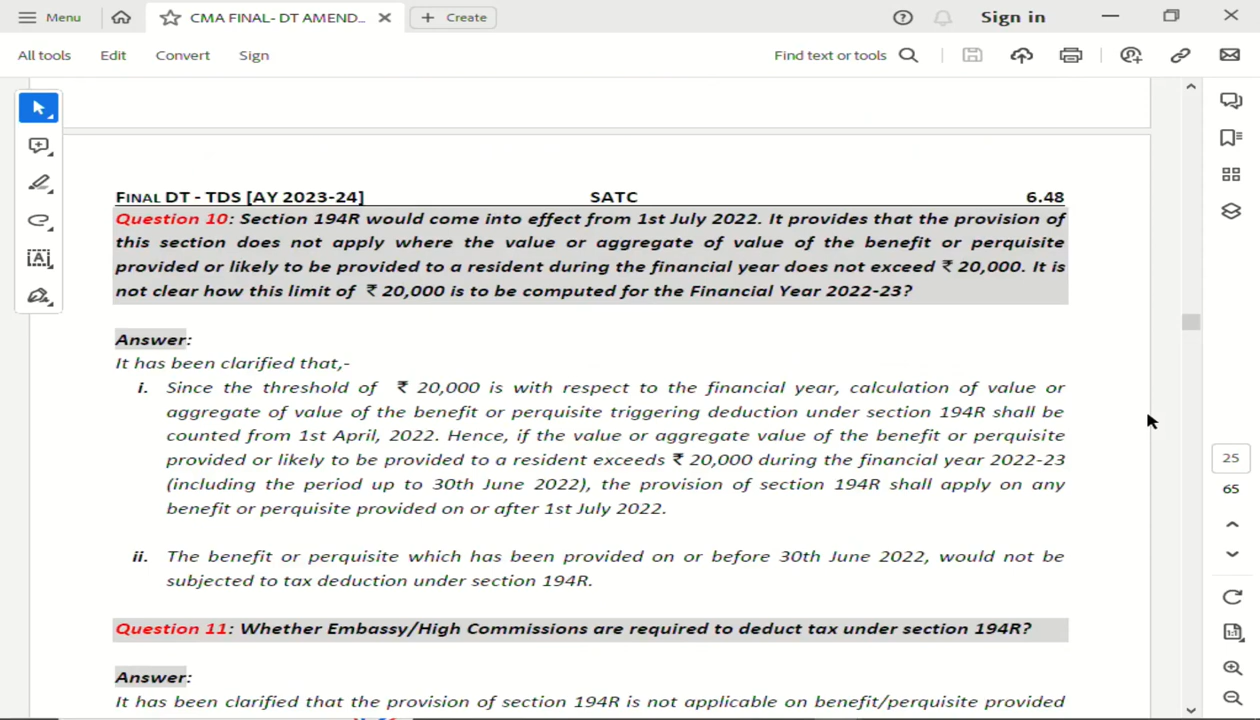 Menu
CMA FINAL- DT AMEND...
Create
Sign in
All tools
Edit
Convert
Sign
Find text or tools
FINAL DT - TDS [AY 2023-24] SATC 6.48
Question 10: Section 194R would come into effect from 1st July 2022. It provides that the provision of
this section does not apply where the value or aggregate of value of the benefit or perquisite
provided or likely to be provided to a resident during the financial year does not exceed ₹ 20,000. It is
not clear how this limit of ₹ 20,000 is to be computed for the Financial Year 2022-23?
Answer:
It has been clarified that,-
i. Since the threshold of ₹ 20,000 is with respect to the financial year, calculation of value or
aggregate of value of the benefit or perquisite triggering deduction under section 194R shall be
counted from 1st April, 2022. Hence, if the value or aggregate value of the benefit or perquisite
provided or likely to be provided to a resident exceeds ₹ 20,000 during the financial year 2022-23
(including the period up to 30th June 2022), the provision of section 194R shall apply on any
benefit or perquisite provided on or after 1st July 2022.
ii. The benefit or perquisite which has been provided on or before 30th June 2022, would not be
subjected to tax deduction under section 194R.
Question 11: Whether Embassy/High Commissions are required to deduct tax under section 194R?
Answer:
It has been clarified that the provision of section 194R is not applicable on benefit/perquisite provided
25
65